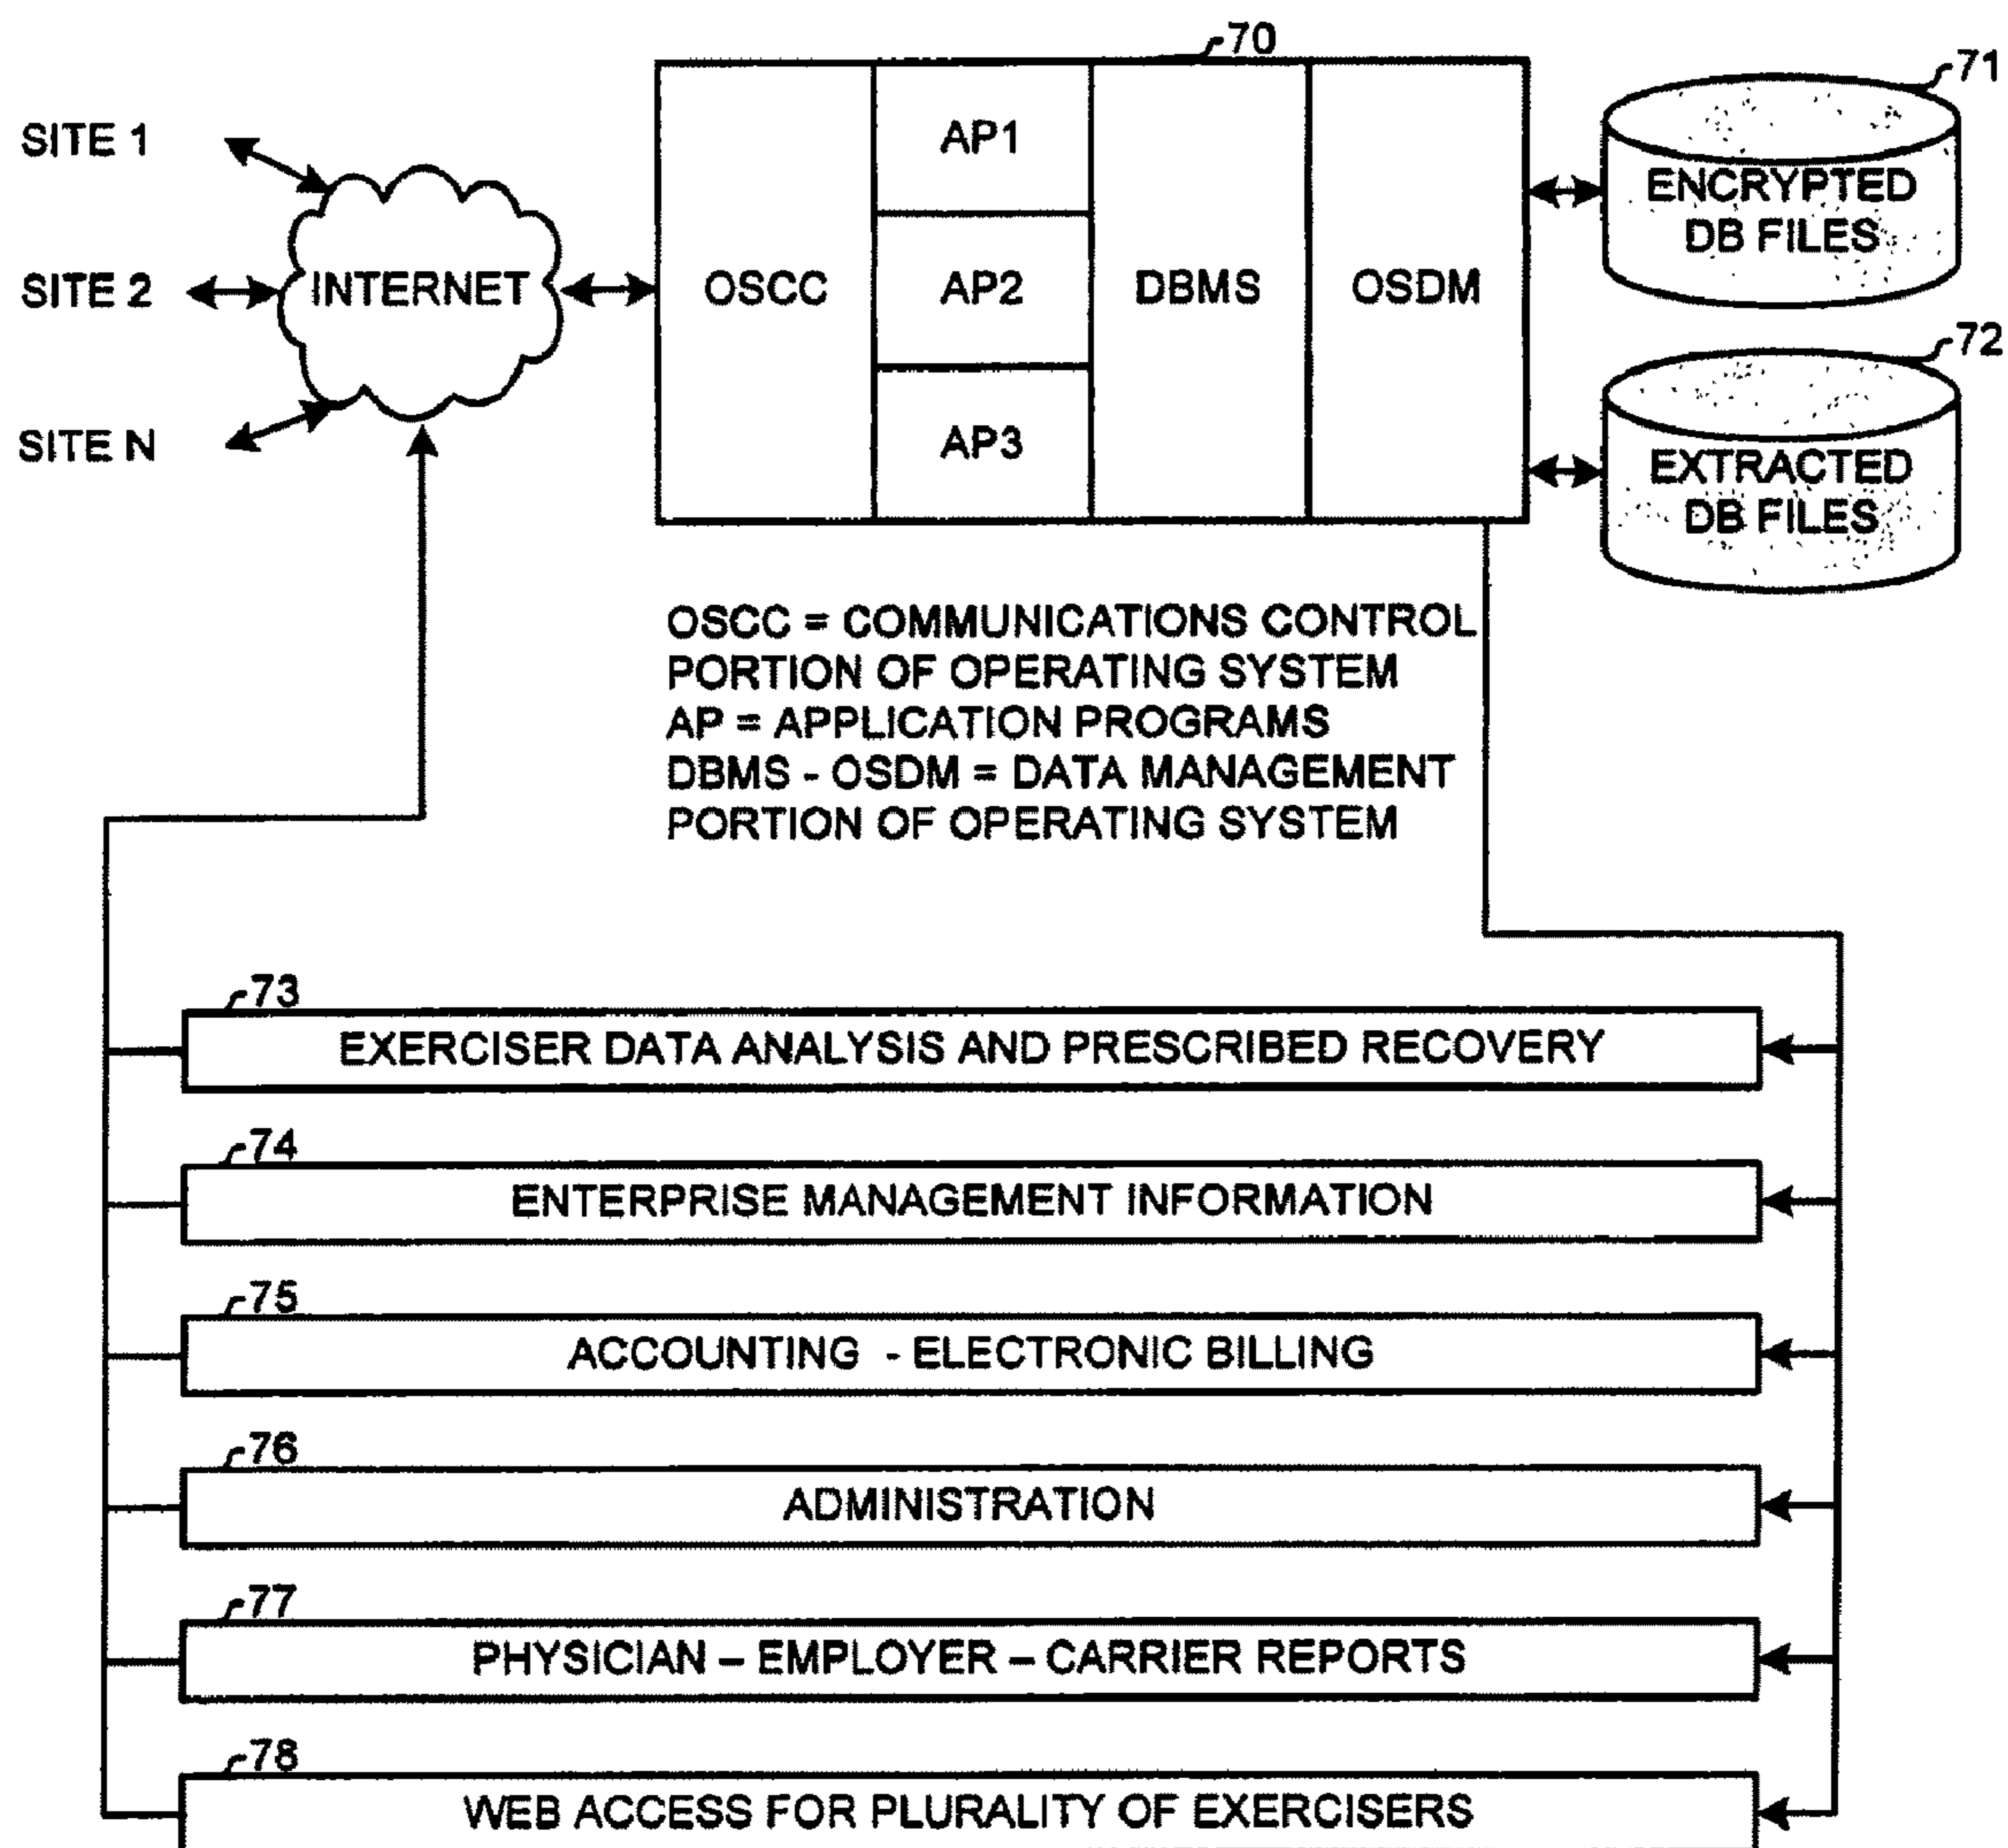 70
71
SITE 1
AP1
ENCRYPTED
DB FILES
SITE 2
INTERNET
OSCC
AP2
DBMS
OSDM
72
SITE N
AP3
EXTRACTED
DB FILES
OSCC = COMMUNICATIONS CONTROL
PORTION OF OPERATING SYSTEM
AP = APPLICATION PROGRAMS
DBMS - OSDM = DATA MANAGEMENT
PORTION OF OPERATING SYSTEM
73
EXERCISER DATA ANALYSIS AND PRESCRIBED RECOVERY
74
ENTERPRISE MANAGEMENT INFORMATION
75
ACCOUNTING - ELECTRONIC BILLING
76
ADMINISTRATION
77
PHYSICIAN – EMPLOYER – CARRIER REPORTS
78
WEB ACCESS FOR PLURALITY OF EXERCISERS